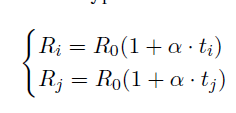 R_i = R_0(1 + α · t_i)
R_j = R_0(1 + α · t_j)